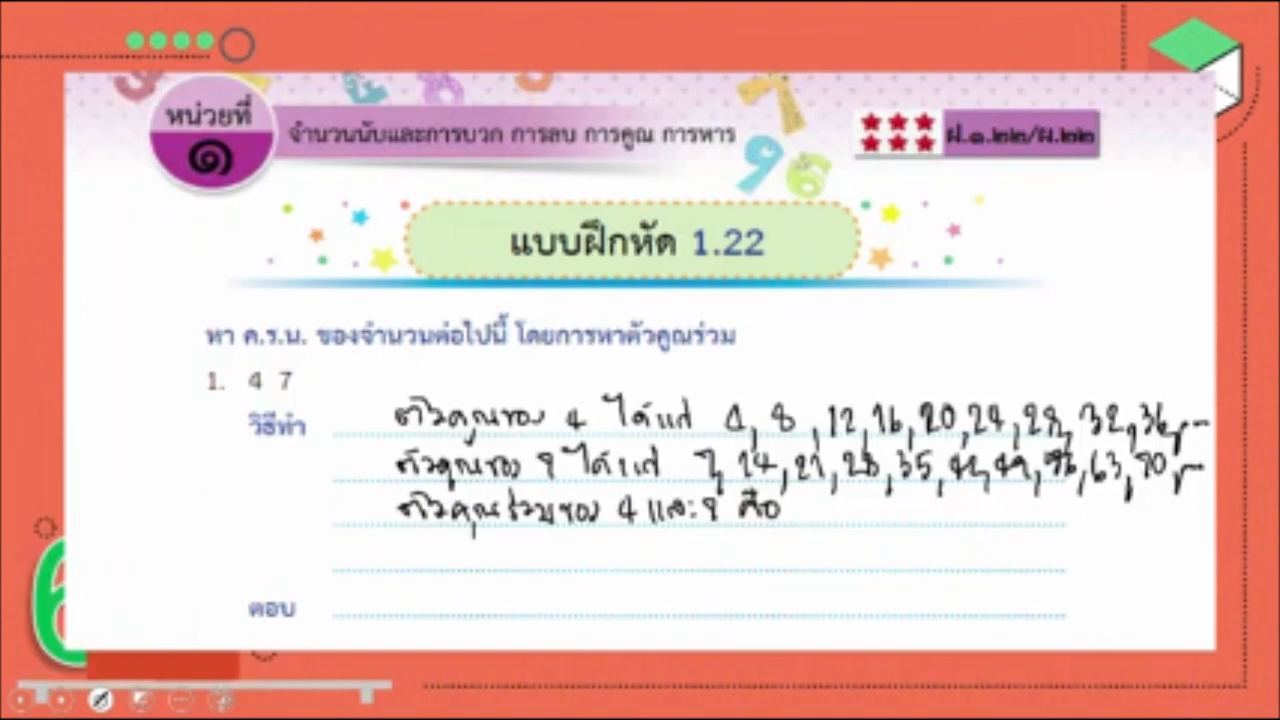 หน่วยที่
๑
จำนวนนับและการบวก การลบ การคูณ การหาร
ฝ.๑.๒๒/ผ.๒๒
แบบฝึกหัด 1.22
หา ค.ร.น. ของจำนวนต่อไปนี้ โดยการหาตัวคูณร่วม
1. 4 7
วิธีทำ
ตัวคูณของ 4 ได้แก่ 4, 8, 12, 16, 20, 24, 28, 32, 36, ...
ตัวคูณของ 7 ได้แก่ 7, 14, 21, 28, 35, 42, 49, 56, 63, 70, ...
ตัวคูณร่วมของ 4 และ 7 คือ
ตอบ